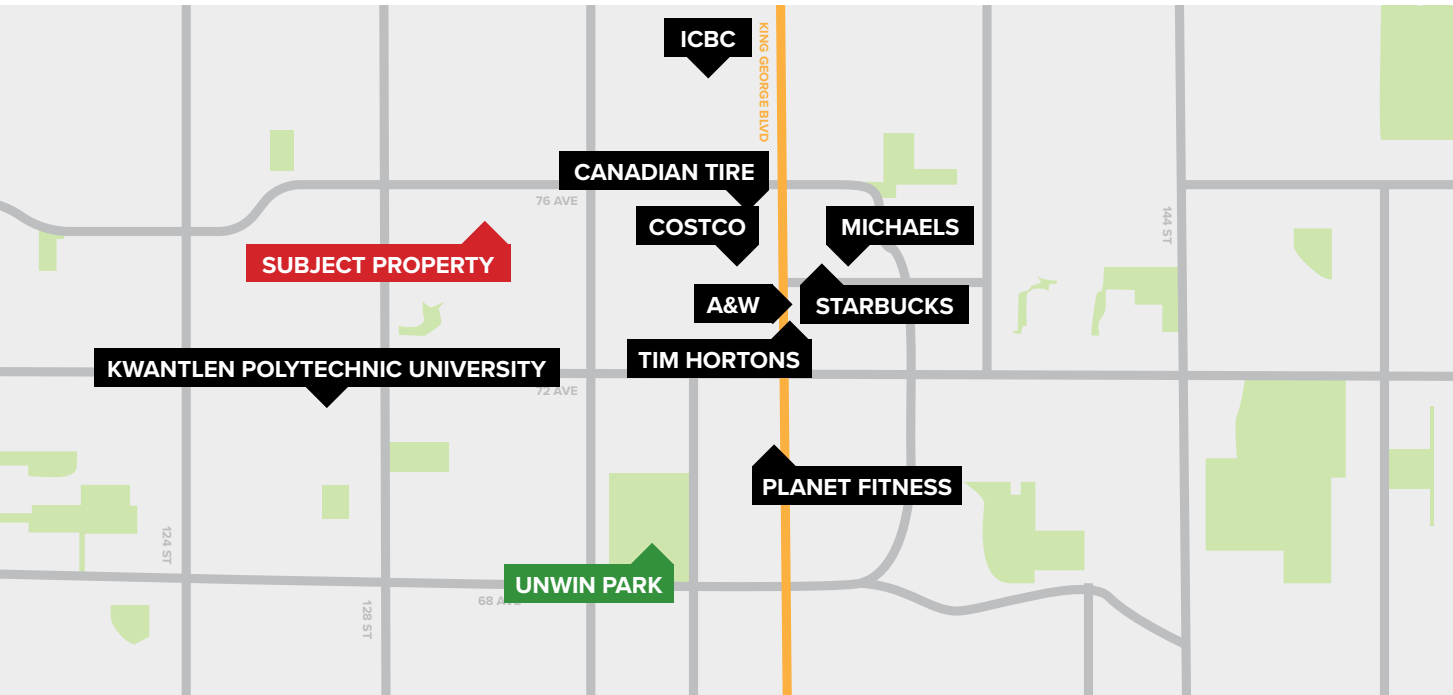 ICBC
KING GEORGE BLVD
CANADIAN TIRE
76 AVE
COSTCO
MICHAELS
144 ST
SUBJECT PROPERTY
A&W
STARBUCKS
TIM HORTONS
KWANTLEN POLYTECHNIC UNIVERSITY
72 AVE
PLANET FITNESS
124 ST
UNWIN PARK
68 AVE
128 ST